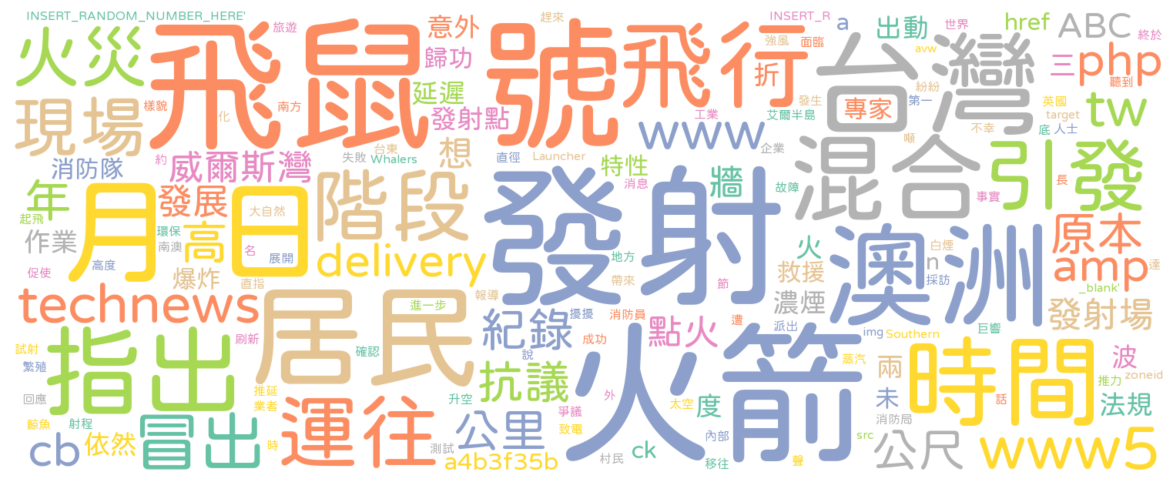 INSERT_RANDOM_NUMBER_HERE'
旅遊
意外
趕來
INSERT_R
a
出動
世界
href
ABC
終於
火災
飛鼠
號
飛行
強風
面臨
台灣
avw
三
php
歸功
折
聽到
延遲
紛紛
現場
樣貌
化
南方
發射點
www
工業
艾爾半島
發生
專家
第一
英國
target
tw
台東
想
企業
噸
不幸
底
人士
消防隊
約
威爾斯灣
失敗
Whalers
直徑
Launcher
特性
消息
混合
引發
年
月
日
發展
階段
發射
牆
故障
事實
長
起飛
大自然
環保
高
名
原本
作業
南澳
展開
地方
火
白煙
澳洲
amp
遠
促使
高度
爆炸
直指
delivery
帶來
救援
n
採訪
_blank'
technews
報導
進一步
節
濃煙
發射場
居民
紀錄
擾擾
消防員
點火
遭
派出
img
Southern
巨響
試射
指出
刷新
確認
說
成功
火箭
蒸汽
兩
時間
波
zoneid
繁殖
抗議
推力
回應
推延
業者
升空
爭議
外
太空
度
未
話
法規
鯨魚
射程
運往
公里
致電
消防局
cb
依然
冒出
時
測試
a4b3f35b
村民
ck
內部
移往
聲
src
公尺
www5